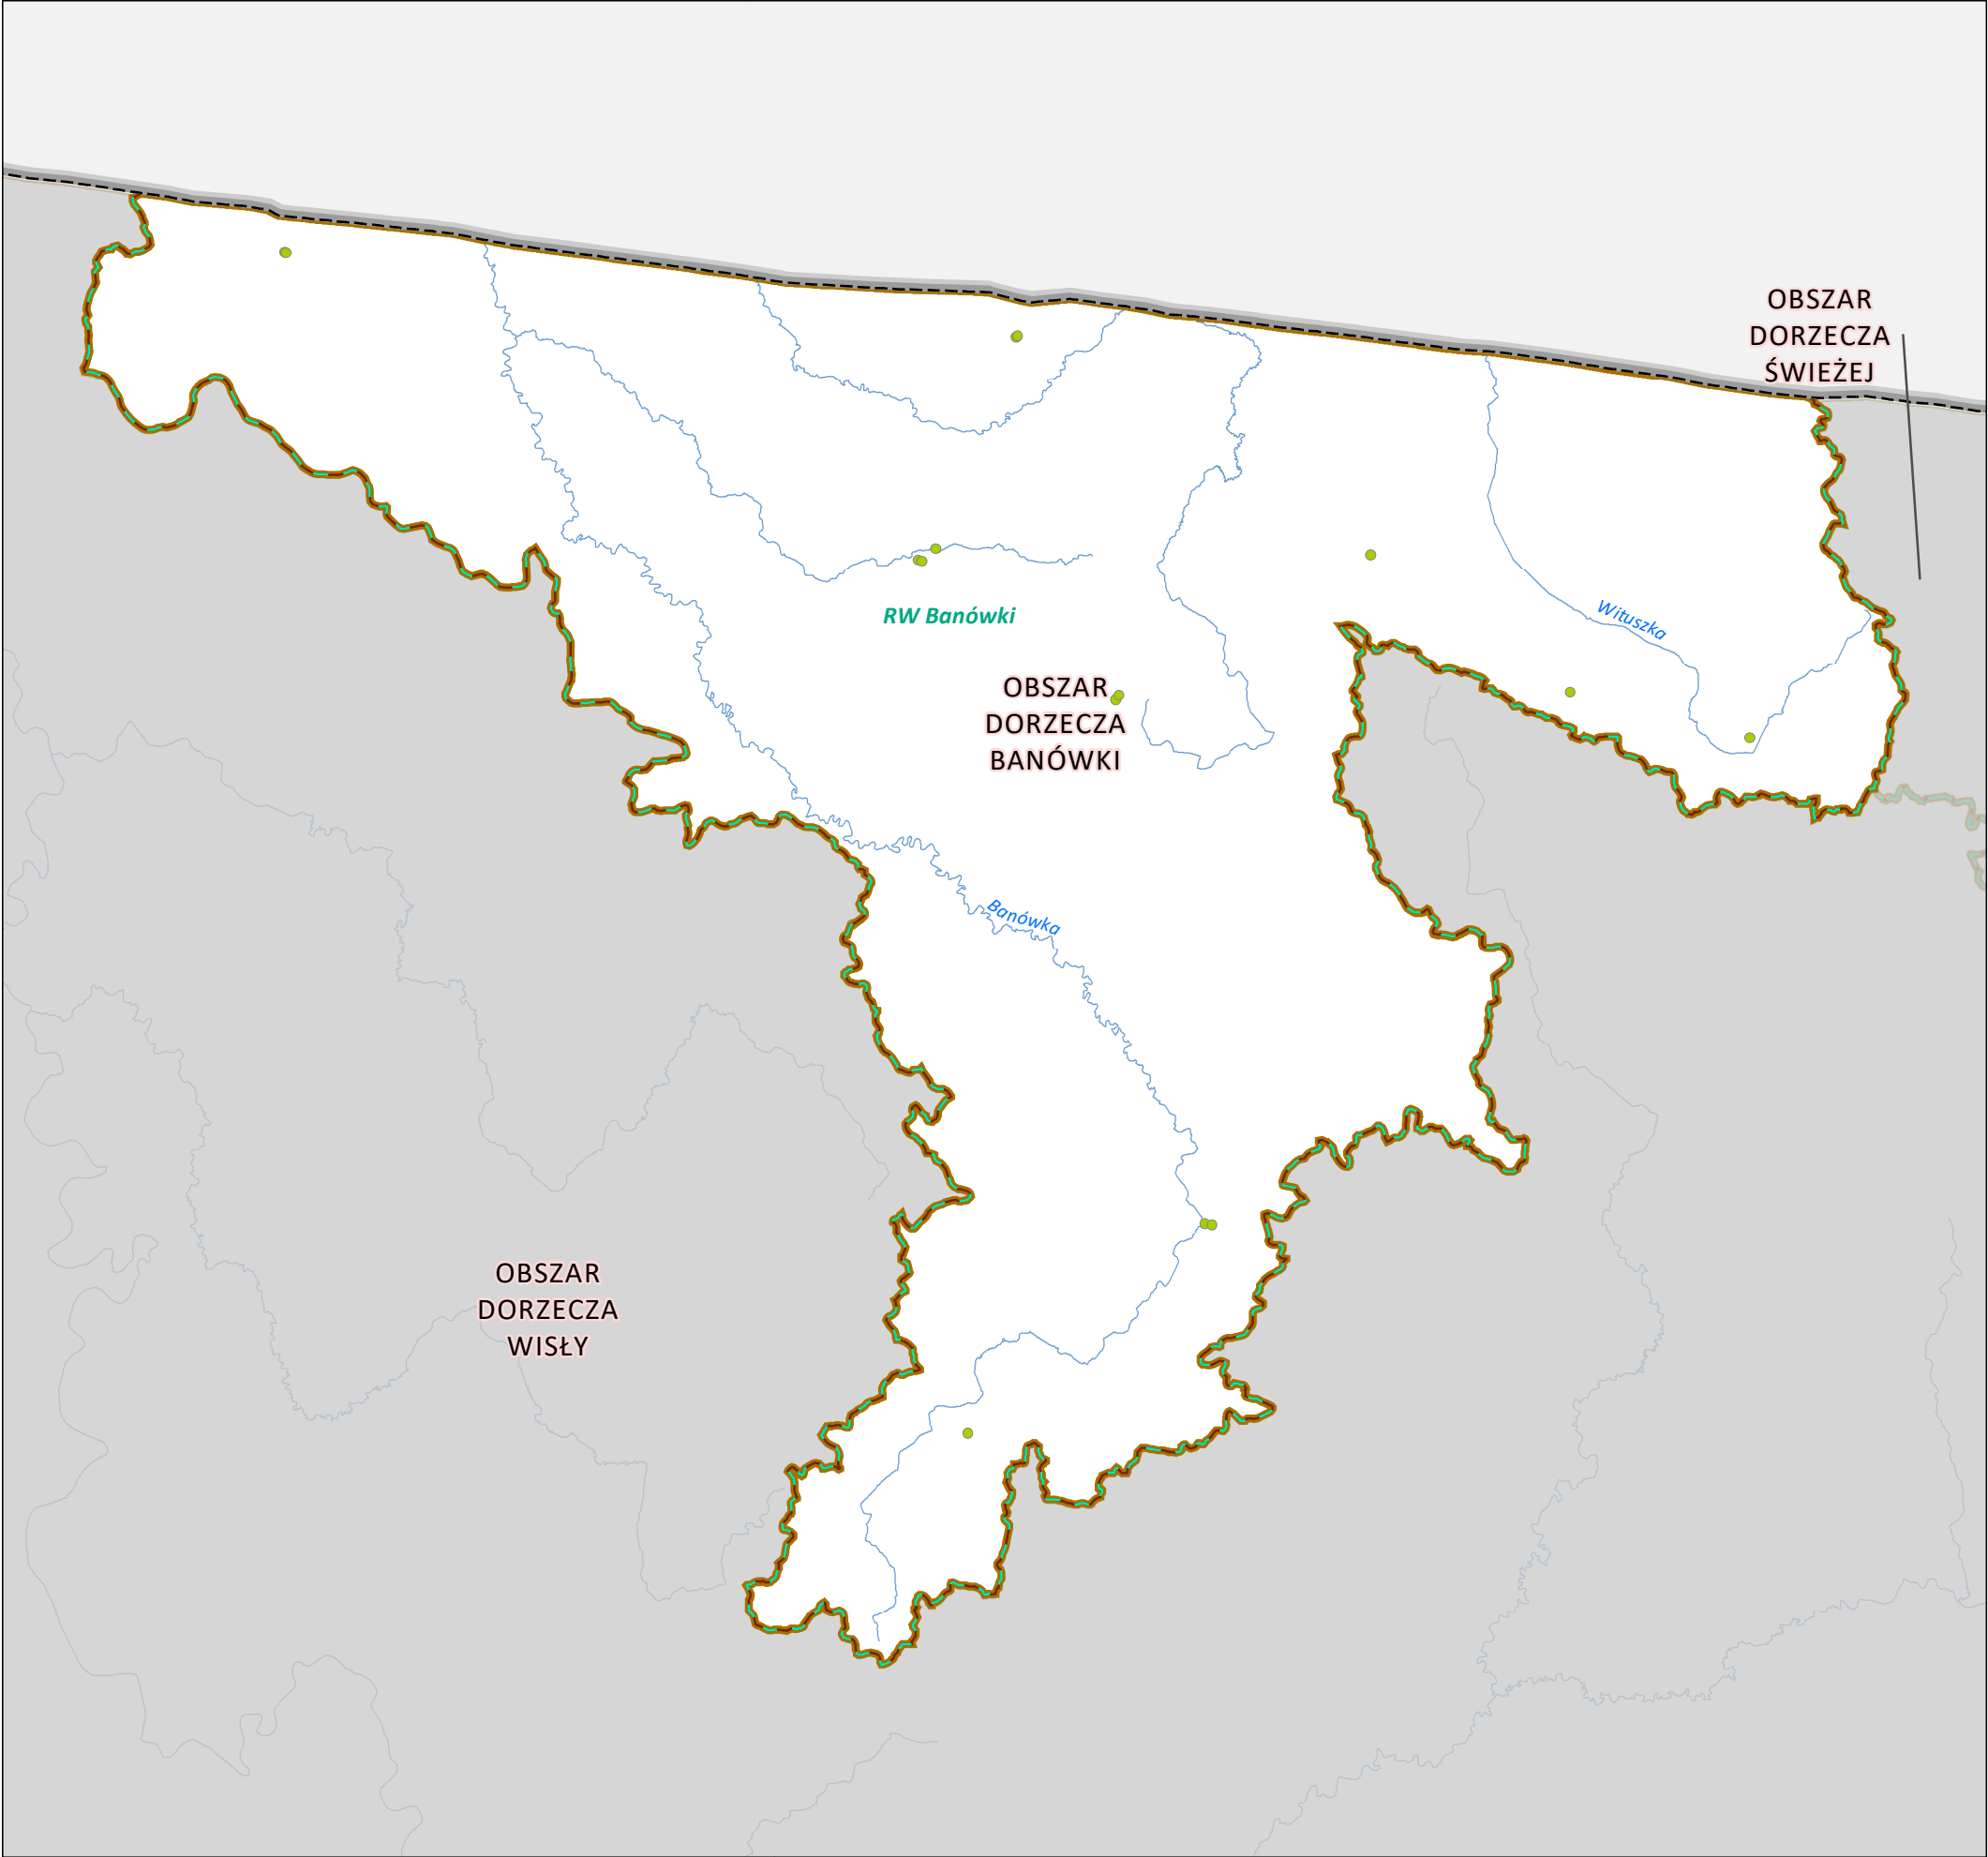 OBSZAR
DORZECZA
ŚWIEŻEJ
Wituszka
RW Banówki
OBSZAR
DORZECZA
BANÓWKI
Banówka
OBSZAR
DORZECZA
WISŁY